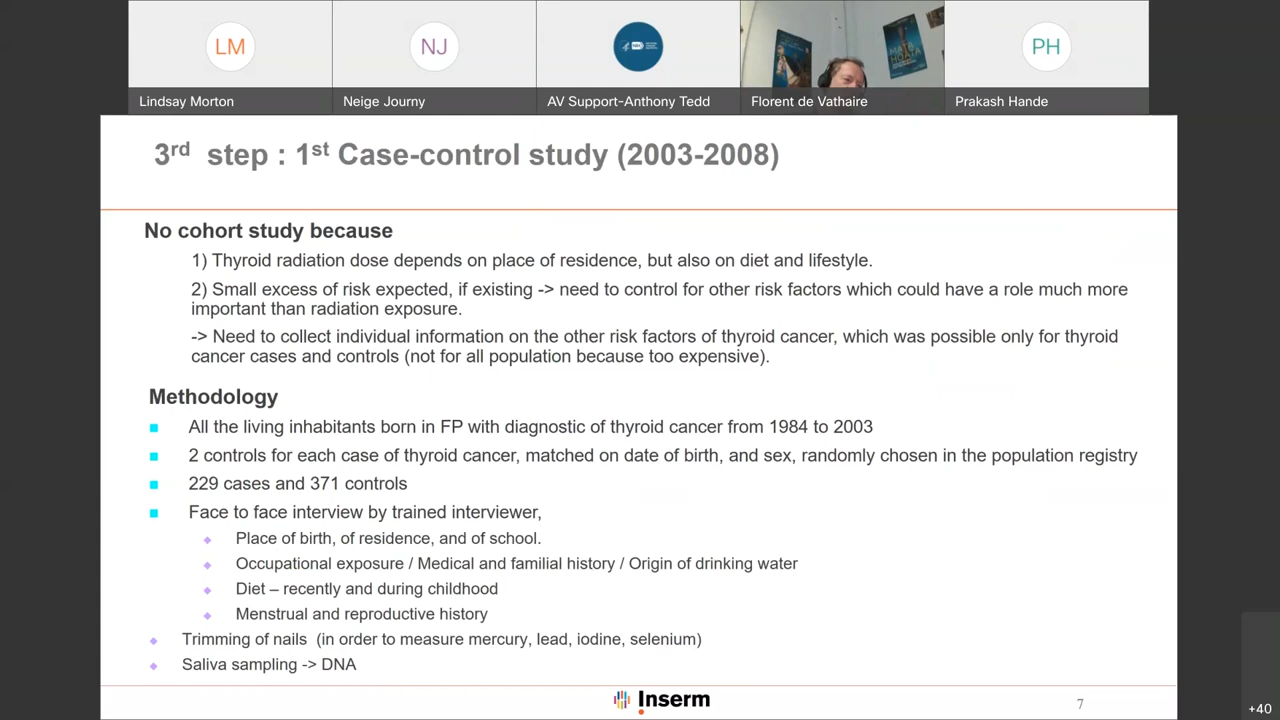 LM
NJ
PH
Lindsay Morton
Neige Journy
AV Support-Anthony Tedd
Florent de Vathaire
Prakash Hande
3rd step : 1st Case-control study (2003-2008)
No cohort study because
1) Thyroid radiation dose depends on place of residence, but also on diet and lifestyle.
2) Small excess of risk expected, if existing -> need to control for other risk factors which could have a role much more
important than radiation exposure.
-> Need to collect individual information on the other risk factors of thyroid cancer, which was possible only for thyroid
cancer cases and controls (not for all population because too expensive).
Methodology
All the living inhabitants born in FP with diagnostic of thyroid cancer from 1984 to 2003
2 controls for each case of thyroid cancer, matched on date of birth, and sex, randomly chosen in the population registry
229 cases and 371 controls
Face to face interview by trained interviewer,
Place of birth, of residence, and of school.
Occupational exposure / Medical and familial history / Origin of drinking water
Diet – recently and during childhood
Menstrual and reproductive history
Trimming of nails (in order to measure mercury, lead, iodine, selenium)
Saliva sampling -> DNA
Inserm
7
+40